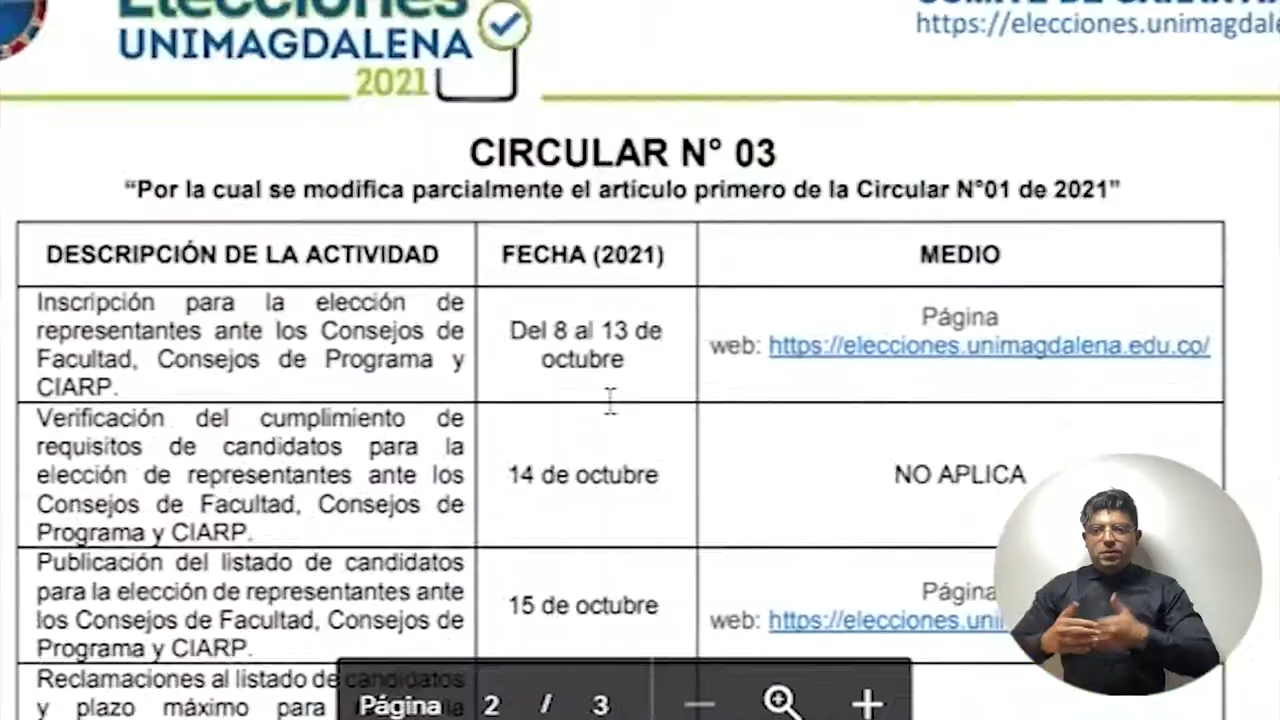 Elecciones
UNIMAGDALENA
2021
https://elecciones.unimagdale
CIRCULAR N° 03
“Por la cual se modifica parcialmente el artículo primero de la Circular N°01 de 2021”
DESCRIPCIÓN DE LA ACTIVIDAD
FECHA (2021)
MEDIO
Inscripción para la elección de
representantes ante los Consejos de
Facultad, Consejos de Programa y
CIARP.
Del 8 al 13 de
octubre
Página
web: https://elecciones.unimagdalena.edu.co/
Verificación del cumplimiento de
requisitos de candidatos para la
elección de representantes ante los
Consejos de Facultad, Consejos de
Programa y CIARP.
14 de octubre
NO APLICA
Publicación del listado de candidatos
para la elección de representantes ante
los Consejos de Facultad, Consejos de
Programa y CIARP.
15 de octubre
Página
web: https://elecciones.uni
Reclamaciones al listado de candidatos
y plazo máximo para
Página 2 / 3